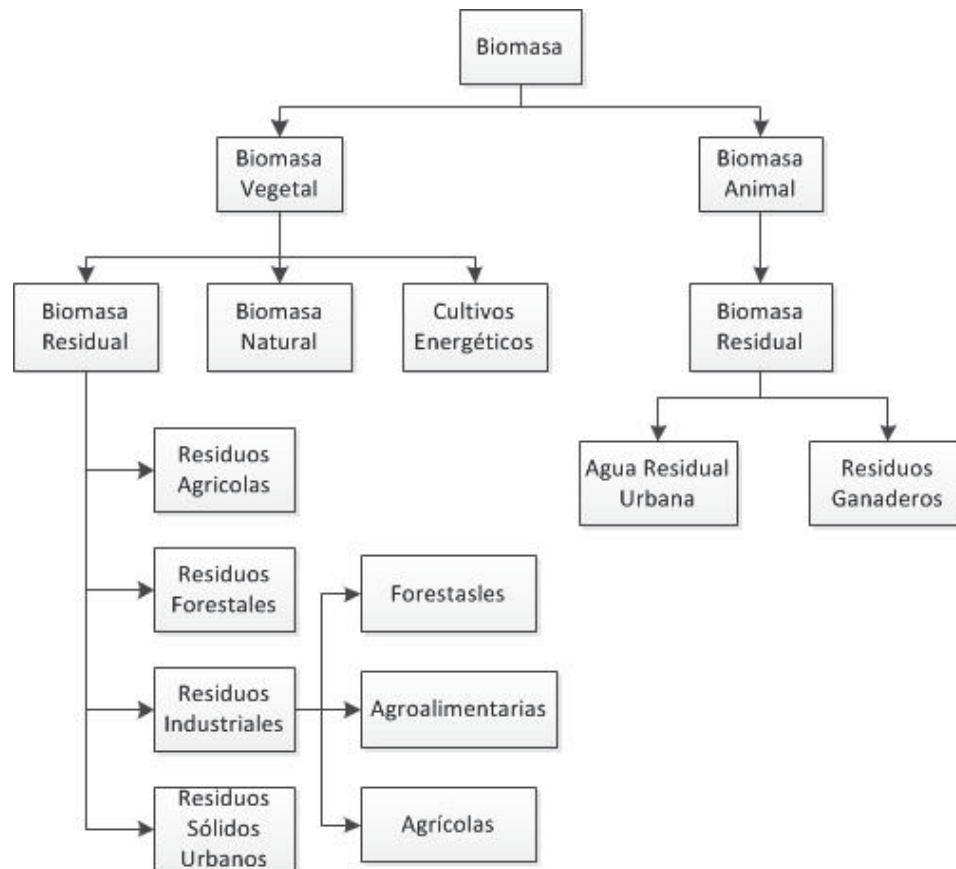 Biomasa
Biomasa
Vegetal
Biomasa
Animal
Biomasa
Residual
Biomasa
Natural
Cultivos
Energéticos
Biomasa
Residual
Agua Residual
Urbana
Residuos
Ganaderos
Residuos
Agricolas
Residuos
Forestales
Forestasles
Residuos
Industriales
Agroalimentarias
Residuos
Sólidos
Urbanos
Agrícolas